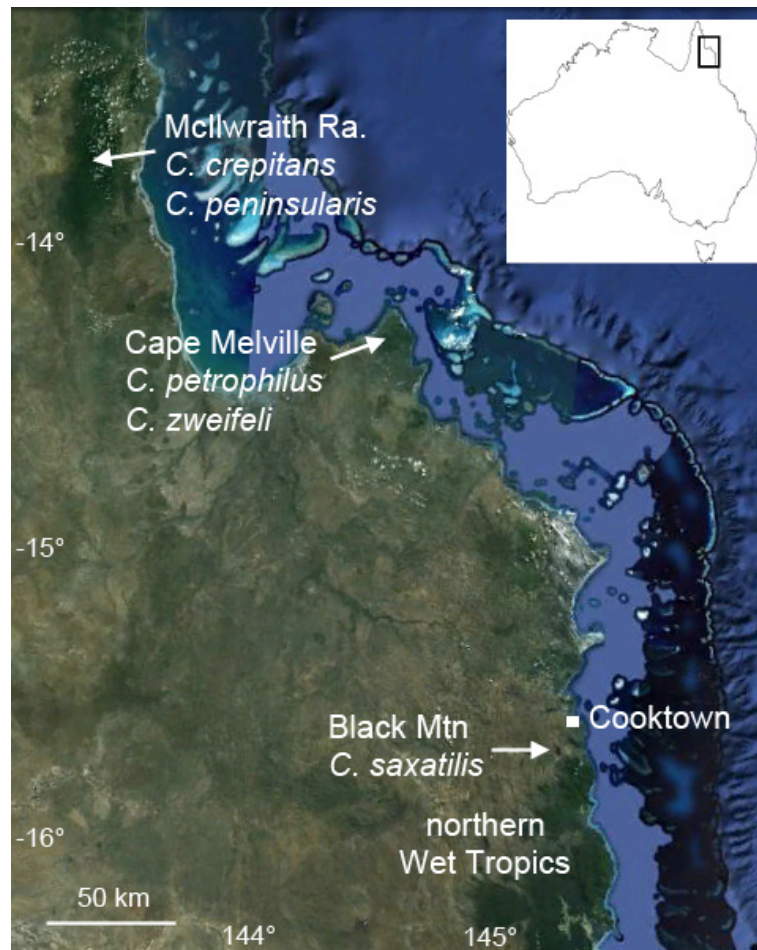 McIlwraith Ra.
C. crepitans
C. peninsularis
-14°
Cape Melville
C. petrophilus
C. zweifeli
-15°
Cooktown
Black Mtn
C. saxatilis
-16°
northern
Wet Tropics
50 km
144°
145°